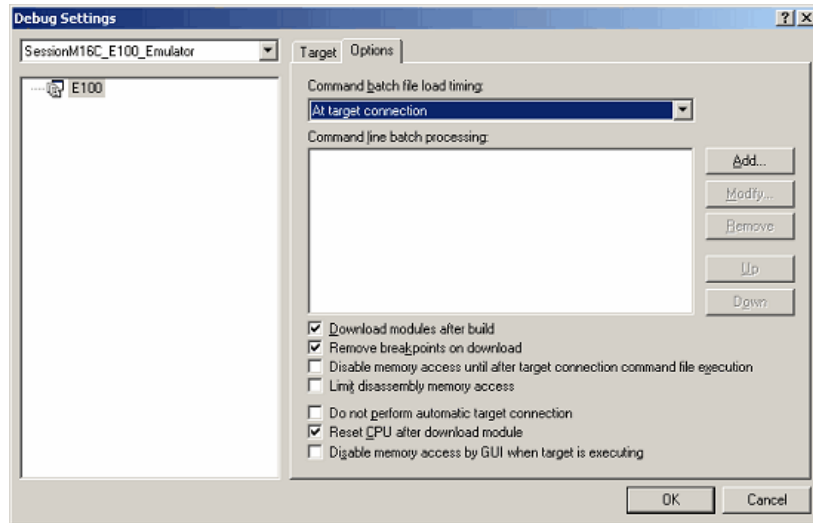 Debug Settings
SessionM16C_E100_Emulator
E100
Target
Options
Command batch file load timing:
At target connection
Command line batch processing:
Add...
Modify...
Remove
Up
Down
Download modules after build
Remove breakpoints on download
Disable memory access until after target connection command file execution
Limit disassembly memory access
Do not perform automatic target connection
Reset CPU after download module
Disable memory access by GUI when target is executing
OK
Cancel